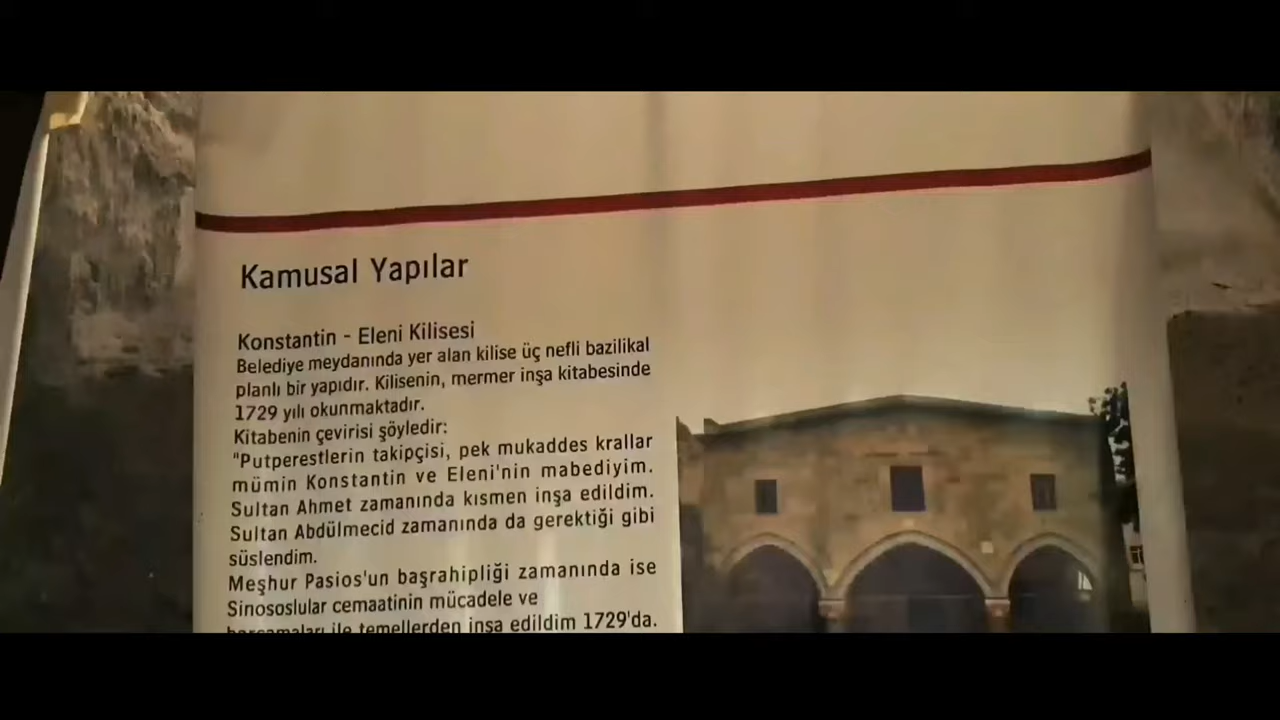 Kamusal Yapılar
Konstantin - Eleni Kilisesi
Belediye meydanında yer alan kilise üç nefli bazilikal
planlı bir yapıdır. Kilisenin, mermer inşa kitabesinde
1729 yılı okunmaktadır.
Kitabenin çevirisi şöyledir:
"Putperestlerin takipçisi, pek mukaddes krallar
mümin Konstantin ve Eleni'nin mabediyim.
Sultan Ahmet zamanında kısmen inşa edildim.
Sultan Abdülmecid zamanında da gerektiği gibi
süslendim.
Meşhur Pasios'un başrahipliği zamanında ise
Sinososlular cemaatinin mücadele ve
ile temellerden inşa edildim 1729'da.